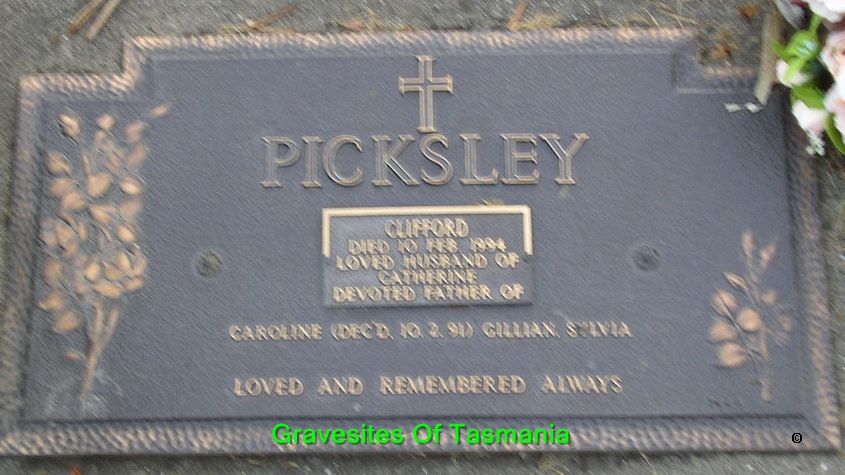 PICKSLEY
CLIFFORD
DIED 10 FEB. 1994
LOVED HUSBAND OF
CATHERINE
DEVOTED FATHER OF
CAROLINE (DEC'D. 10. 2. 91) GILLIAN, SYLVIA
LOVED AND REMEMBERED ALWAYS
Gravesites Of Tasmania
©